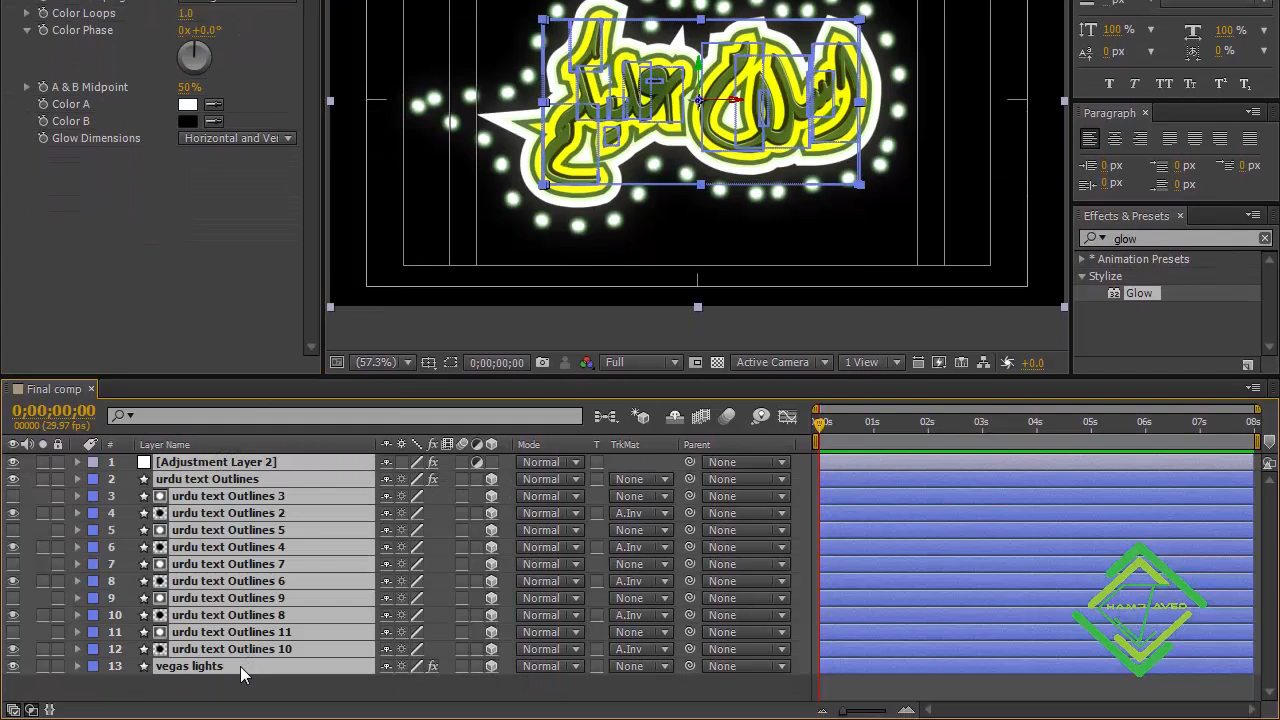 Color Loops 1.0
Color Phase 0x+0.0°
A & B Midpoint 50%
Color A
Color B
Glow Dimensions Horizontal and Ver
(57.3%) 0;00;00;00 Full Active Camera 1 View +0.0
100 % 100 %
0 px 0 %
T T TT Tt T¹ T₁
Paragraph
0 px 0 px 0 px
0 px 0 px
Effects & Presets
glow
* Animation Presets
Stylize
32 Glow
Final comp
0;00;00;00
00000 (29.97 fps)
# Layer Name Mode T TrkMat Parent
01s 02s 03s 04s 05s 06s 07s 08s
1 [Adjustment Layer 2] fx Normal None
2 urdu text Outlines fx Normal None None
3 urdu text Outlines 3 Normal None None
4 urdu text Outlines 2 Normal A.Inv None
5 urdu text Outlines 5 Normal None None
6 urdu text Outlines 4 Normal A.Inv None
7 urdu text Outlines 7 Normal None None
8 urdu text Outlines 6 Normal A.Inv None
9 urdu text Outlines 9 Normal None None
10 urdu text Outlines 8 Normal A.Inv None
11 urdu text Outlines 11 Normal None None
12 urdu text Outlines 10 Normal A.Inv None
13 vegas lights fx Normal None None